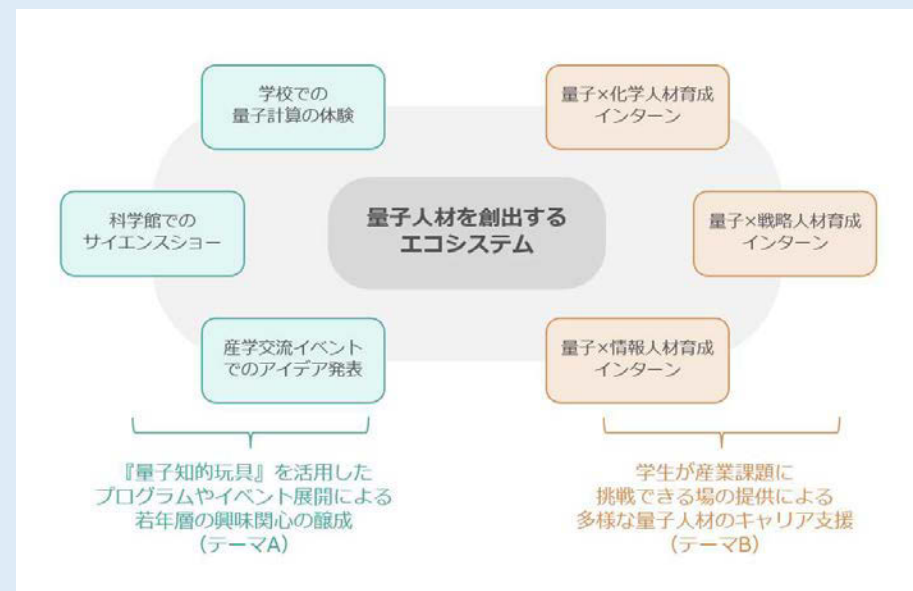 学校での
量子計算の体験
科学館での
サイエンスショー
産学交流イベント
でのアイデア発表
量子人材を創出する
エコシステム
量子×化学人材育成
インターン
量子×戦略人材育成
インターン
量子×情報人材育成
インターン
『量子知的玩具』を活用した
プログラムやイベント展開による
若年層の興味関心の醸成
(テーマA)
学生が産業課題に
挑戦できる場の提供による
多様な量子人材のキャリア支援
(テーマB)